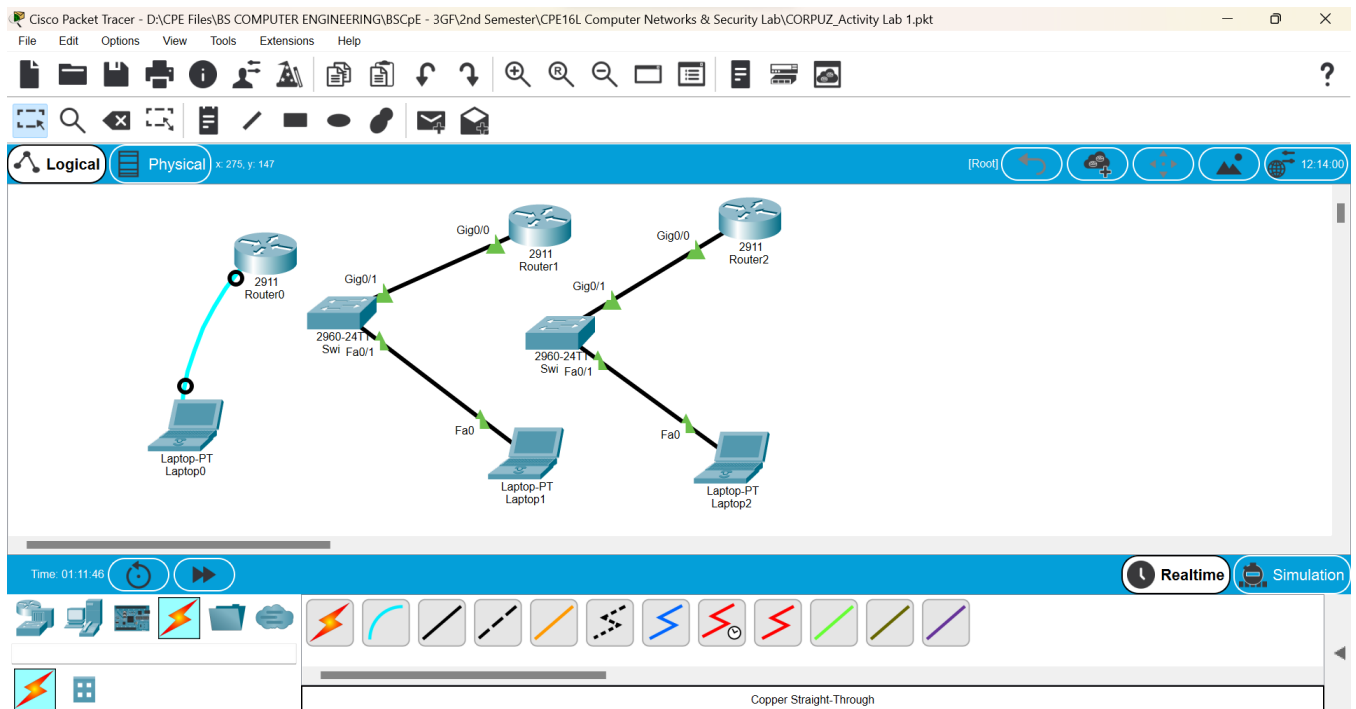 Cisco Packet Tracer - D:\CPE Files\BS COMPUTER ENGINEERING\BSCpE - 3GF\2nd Semester\CPE16L Computer Networks & Security Lab\CORPUZ_Activity Lab 1.pkt
File Edit Options View Tools Extensions Help
Logical Physical x: 275, y: 147 [Root] 12:14:00
Gig0/0
2911
Router1
Gig0/0
2911
Router2
2911
Router0
Gig0/1
2960-24TT
Swi Fa0/1
Gig0/1
2960-24TT
Swi Fa0/1
Fa0
Laptop-PT
Laptop1
Fa0
Laptop-PT
Laptop2
Laptop-PT
Laptop0
Time: 01:11:46 Realtime Simulation
Copper Straight-Through